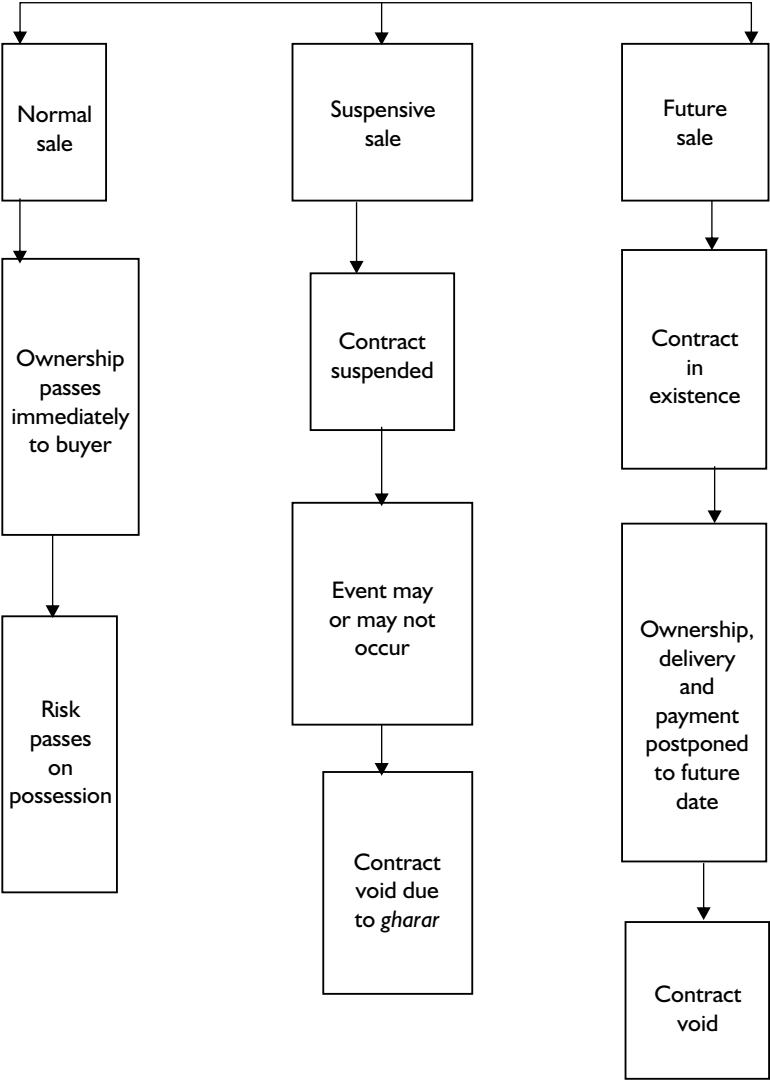 Normal
sale
Ownership
passes
immediately
to buyer
Risk
passes
on
possession
Suspensive
sale
Contract
suspended
Event may
or may not
occur
Contract
void due
to gharar
Future
sale
Contract
in
existence
Ownership,
delivery
and
payment
postponed
to future
date
Contract
void